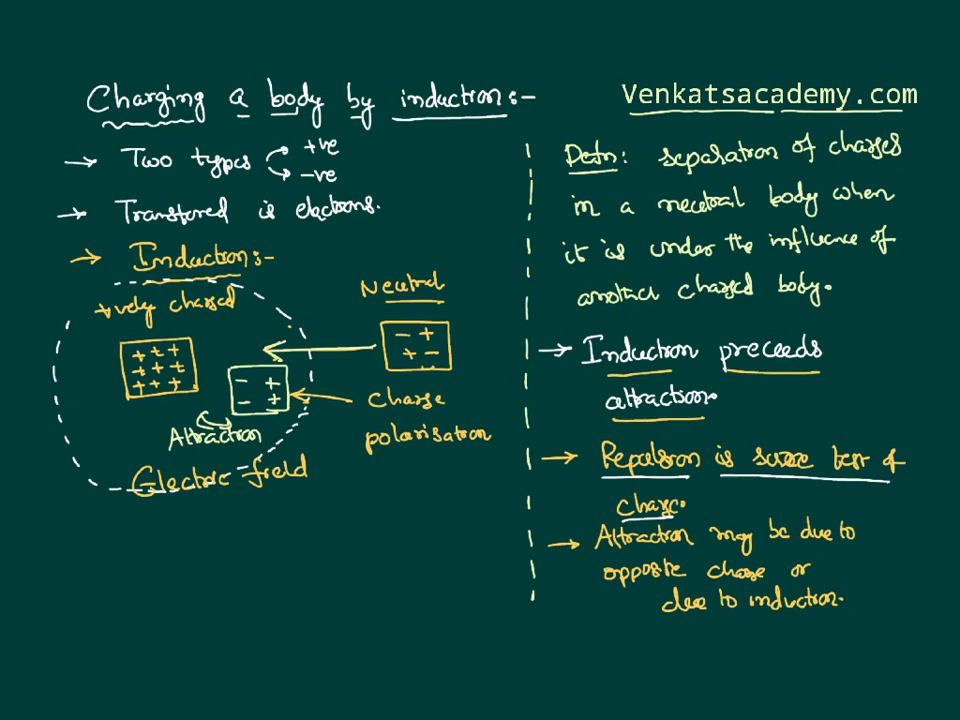 Charging a body by induction:-
Venkatsacademy.com
→ Two types +ve
-ve
→ Transfered is electrons.
→ Induction:-
+vely charged
Neutral
- +
+ -
+ + +
+ + +
+ + +
- +
- +
Charge
polarisation
Attraction
Electric field
Defn: separation of charges
in a neutral body when
it is under the influence of
another charged body.
→ Induction preceeds
attraction.
→ Repulsion is sure test of
charge.
→ Attraction may be due to
opposite charge or
due to induction.